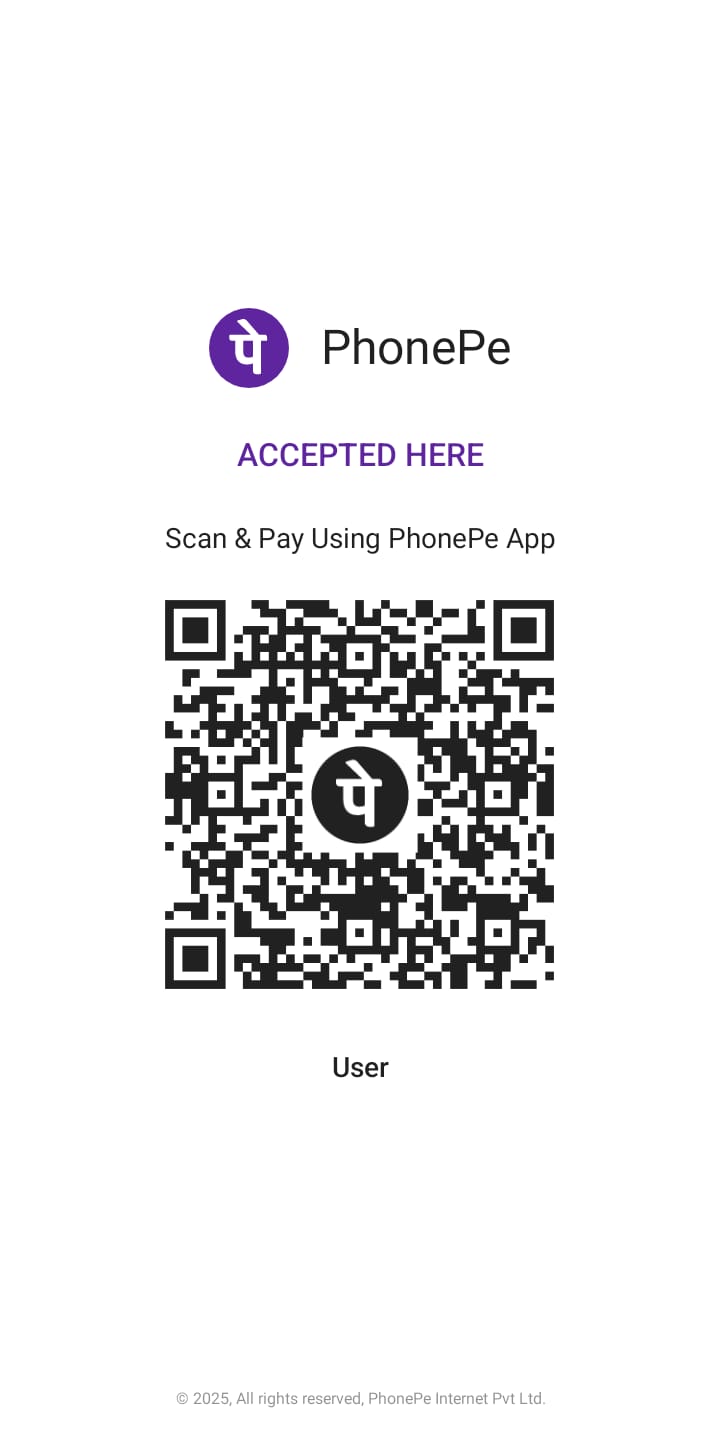 पे PhonePe
ACCEPTED HERE
Scan & Pay Using PhonePe App
पे
User
© 2025, All rights reserved, PhonePe Internet Pvt Ltd.